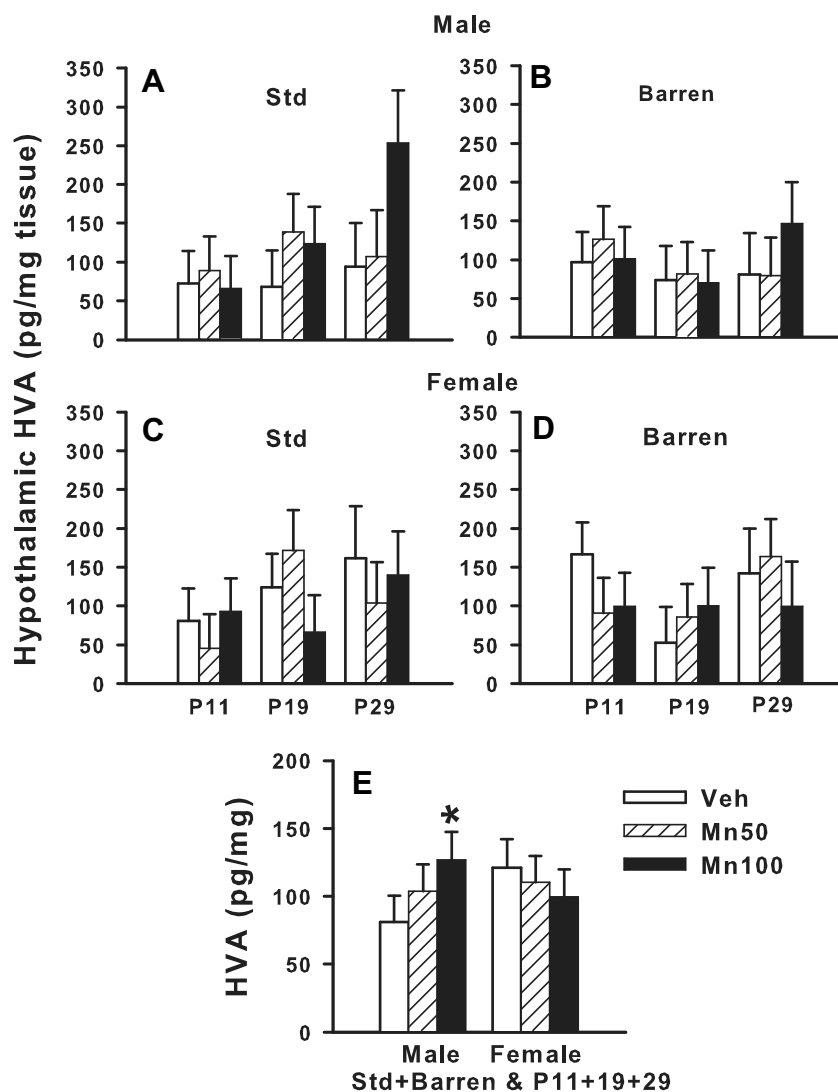 Male
A
Std
B
Barren
350
300
250
200
150
100
50
0
350
300
250
200
150
100
50
0
Hypothalamic HVA (pg/mg tissue)
Female
C
Std
D
Barren
350
300
250
200
150
100
50
0
350
300
250
200
150
100
50
0
P11 P19 P29
P11 P19 P29
E
*
200
150
100
50
0
HVA (pg/mg)
Veh
Mn50
Mn100
Male Female
Std+Barren & P11+19+29